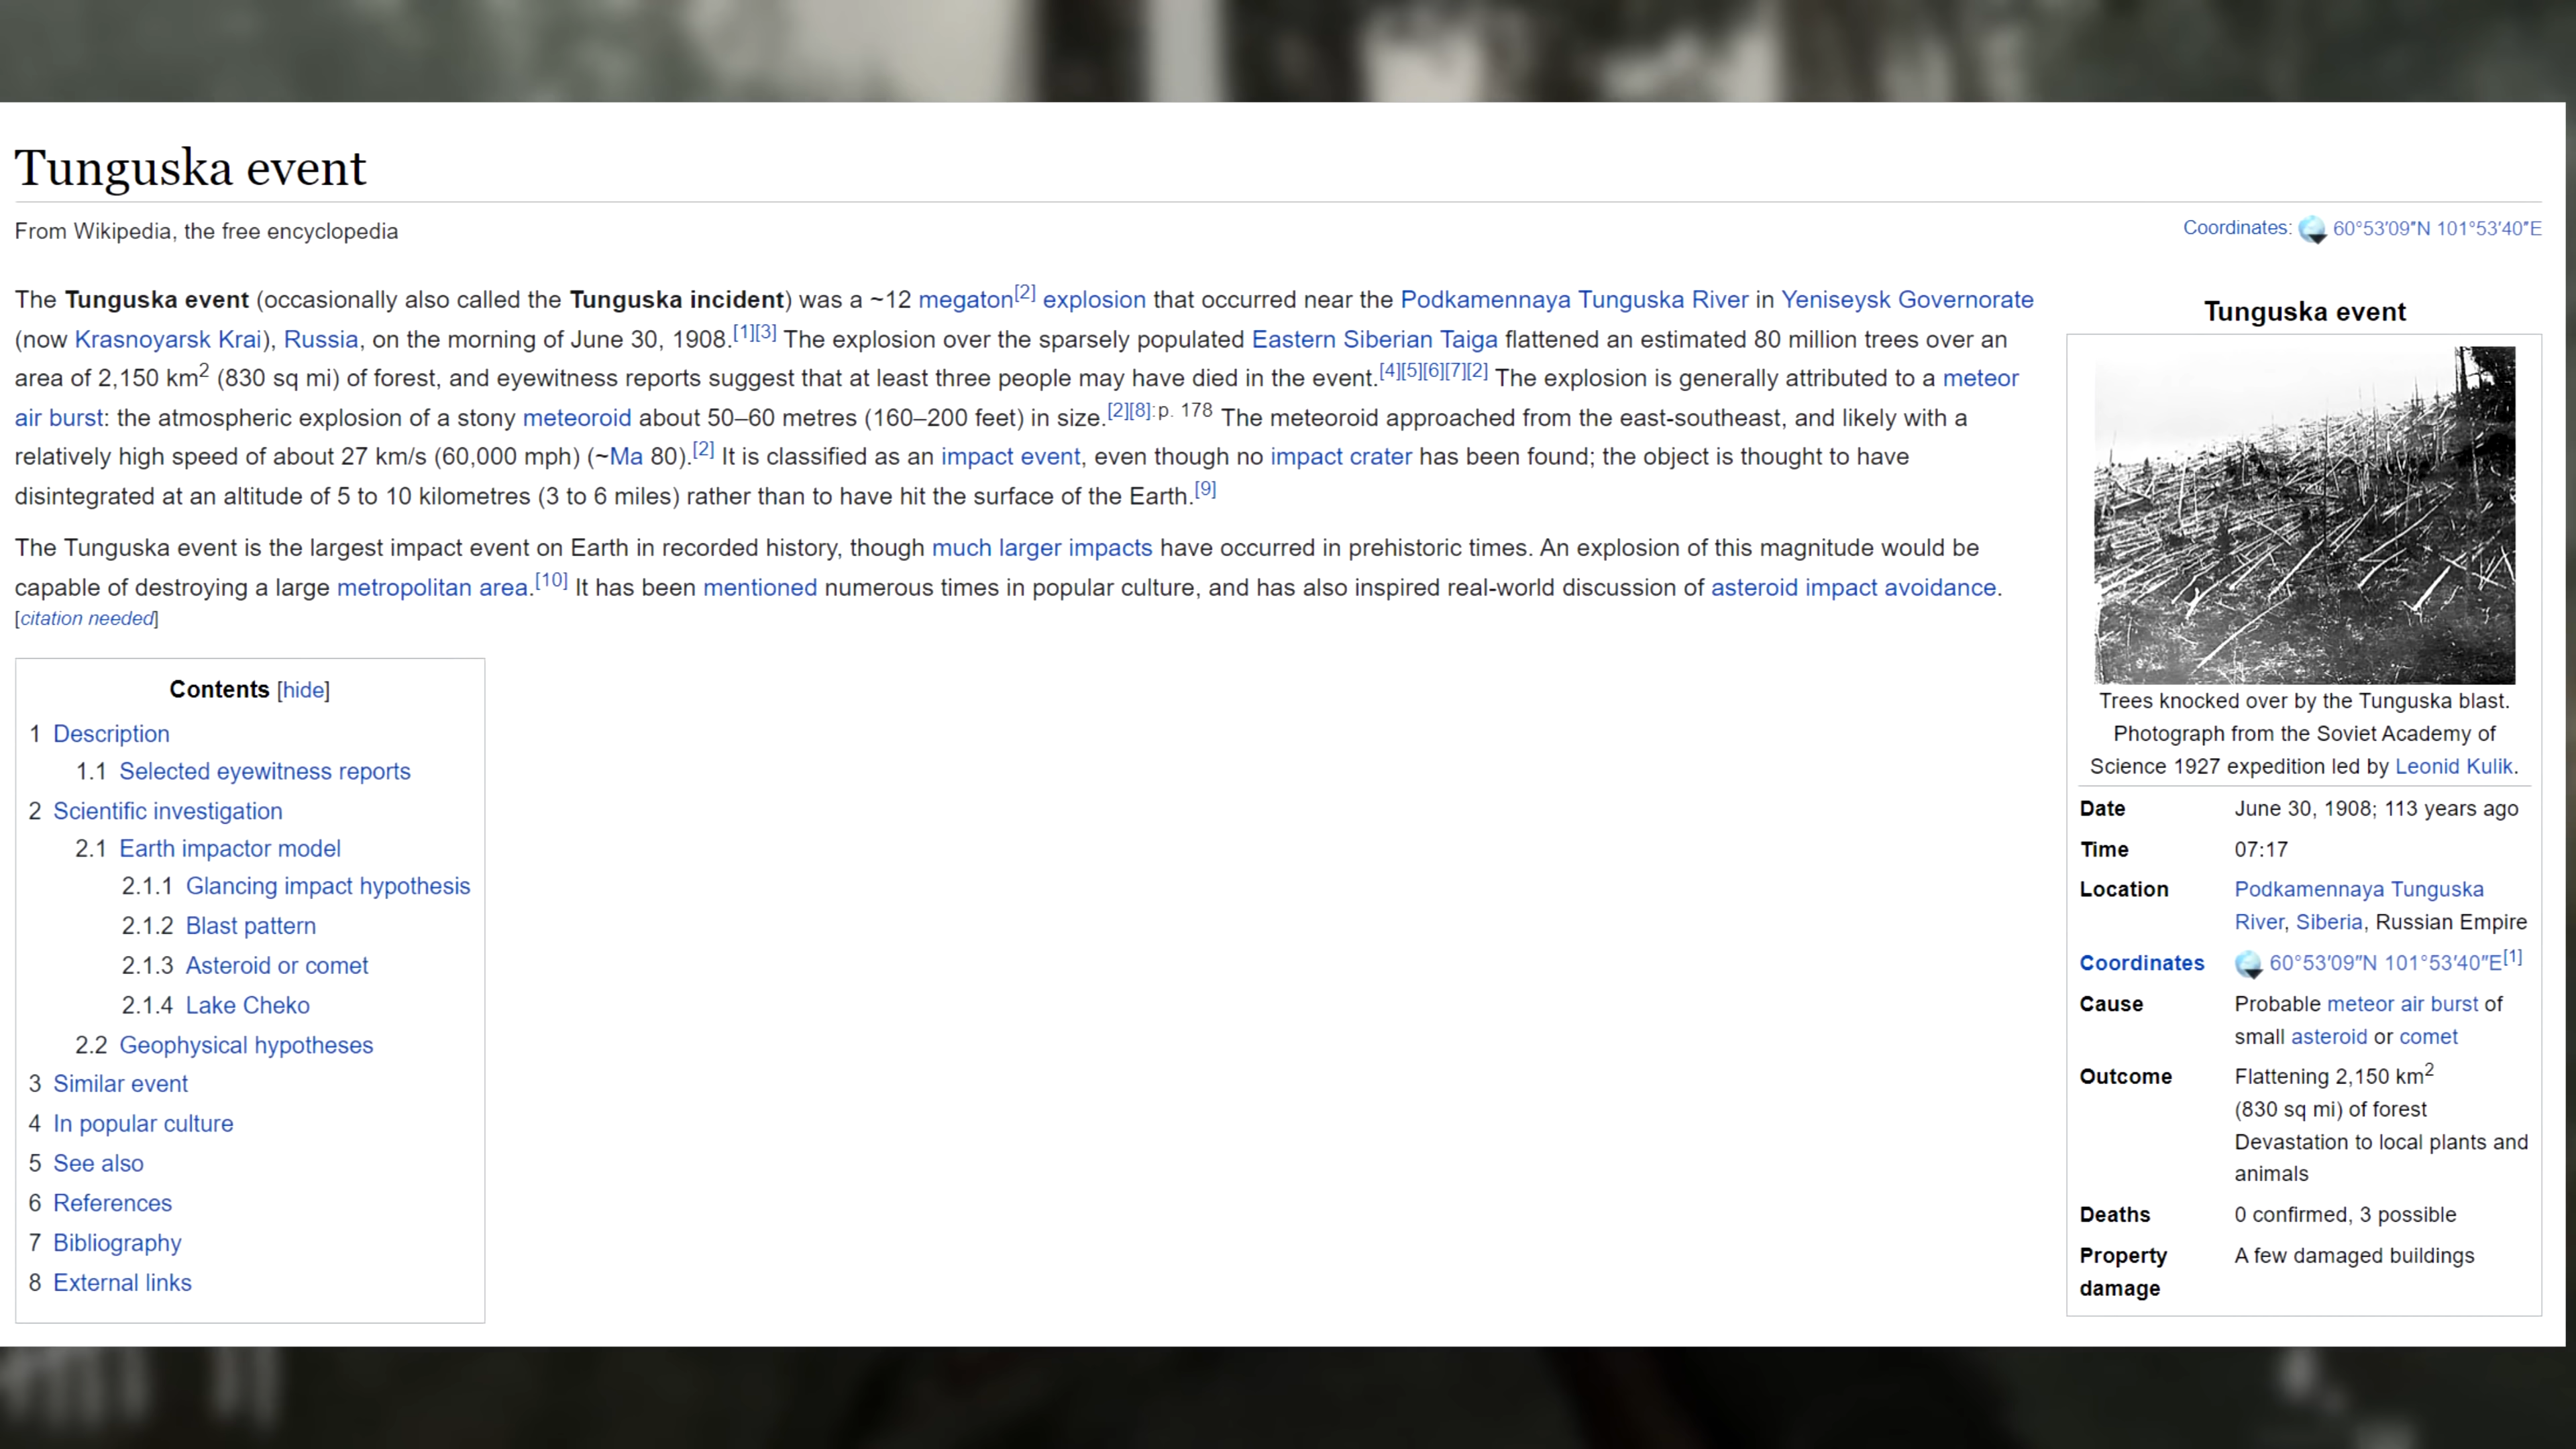 Tunguska event
From Wikipedia, the free encyclopedia
Coordinates: 60°53′09″N 101°53′40″E
The Tunguska event (occasionally also called the Tunguska incident) was a ~12 megaton[2] explosion that occurred near the Podkamennaya Tunguska River in Yeniseysk Governorate
(now Krasnoyarsk Krai), Russia, on the morning of June 30, 1908.[1][3] The explosion over the sparsely populated Eastern Siberian Taiga flattened an estimated 80 million trees over an
area of 2,150 km2 (830 sq mi) of forest, and eyewitness reports suggest that at least three people may have died in the event.[4][5][6][7][2] The explosion is generally attributed to a meteor
air burst: the atmospheric explosion of a stony meteoroid about 50–60 metres (160–200 feet) in size.[2][8]:p. 178 The meteoroid approached from the east-southeast, and likely with a
relatively high speed of about 27 km/s (60,000 mph) (~Ma 80).[2] It is classified as an impact event, even though no impact crater has been found; the object is thought to have
disintegrated at an altitude of 5 to 10 kilometres (3 to 6 miles) rather than to have hit the surface of the Earth.[9]
The Tunguska event is the largest impact event on Earth in recorded history, though much larger impacts have occurred in prehistoric times. An explosion of this magnitude would be
capable of destroying a large metropolitan area.[10] It has been mentioned numerous times in popular culture, and has also inspired real-world discussion of asteroid impact avoidance.
[citation needed]
Contents [hide]
1 Description
1.1 Selected eyewitness reports
2 Scientific investigation
2.1 Earth impactor model
2.1.1 Glancing impact hypothesis
2.1.2 Blast pattern
2.1.3 Asteroid or comet
2.1.4 Lake Cheko
2.2 Geophysical hypotheses
3 Similar event
4 In popular culture
5 See also
6 References
7 Bibliography
8 External links
Tunguska event
Trees knocked over by the Tunguska blast.
Photograph from the Soviet Academy of
Science 1927 expedition led by Leonid Kulik.
Date June 30, 1908; 113 years ago
Time 07:17
Location Podkamennaya Tunguska
River, Siberia, Russian Empire
Coordinates 60°53′09″N 101°53′40″E[1]
Cause Probable meteor air burst of
small asteroid or comet
Outcome Flattening 2,150 km2
(830 sq mi) of forest
Devastation to local plants and
animals
Deaths 0 confirmed, 3 possible
Property A few damaged buildings
damage